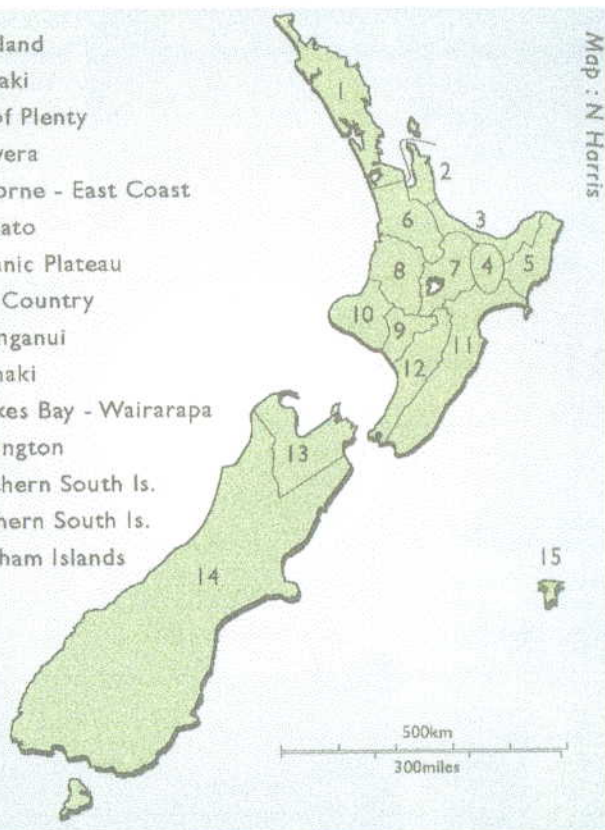 land
aki
of Plenty
vera
orne - East Coast
ato
anic Plateau
Country
nganui
naki
kes Bay - Wairarapa
ington
hern South Is.
hern South Is.
ham Islands
Map : N Harris
1
2
3
6
5
4
7
8
10
9
11
12
13
14
15
500km
300miles